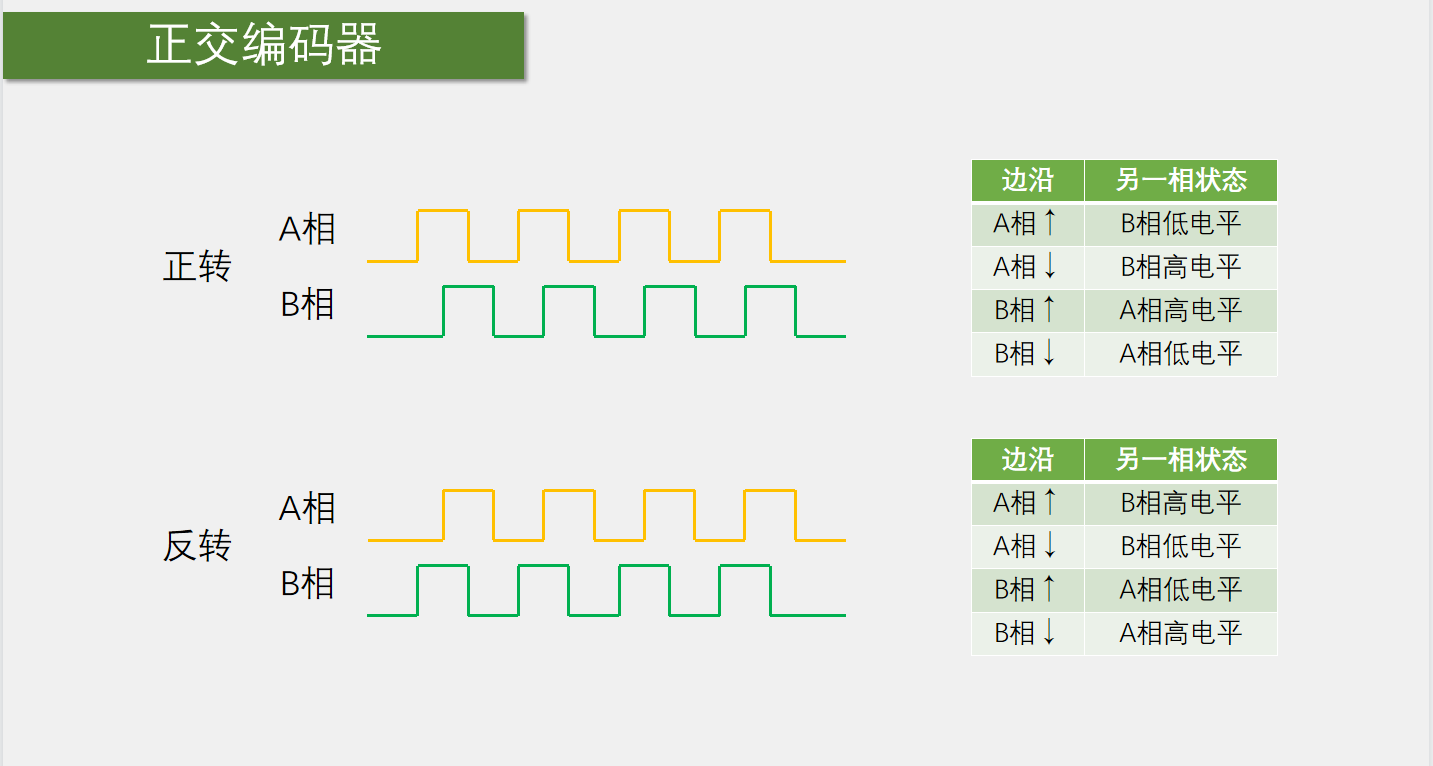 正交编码器
正转
A相
B相
边沿 另一相状态
A相↑ B相低电平
A相↓ B相高电平
B相↑ A相高电平
B相↓ A相低电平
反转
A相
B相
边沿 另一相状态
A相↑ B相高电平
A相↓ B相低电平
B相↑ A相低电平
B相↓ A相高电平